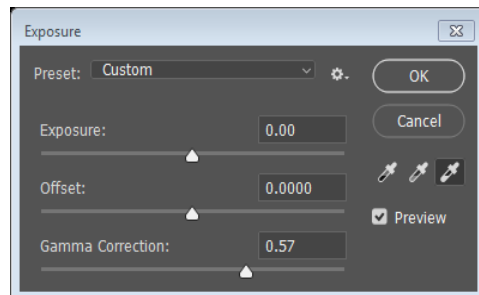 Exposure
Preset: Custom
OK
Cancel
Exposure: 0.00
Offset: 0.0000
Preview
Gamma Correction: 0.57